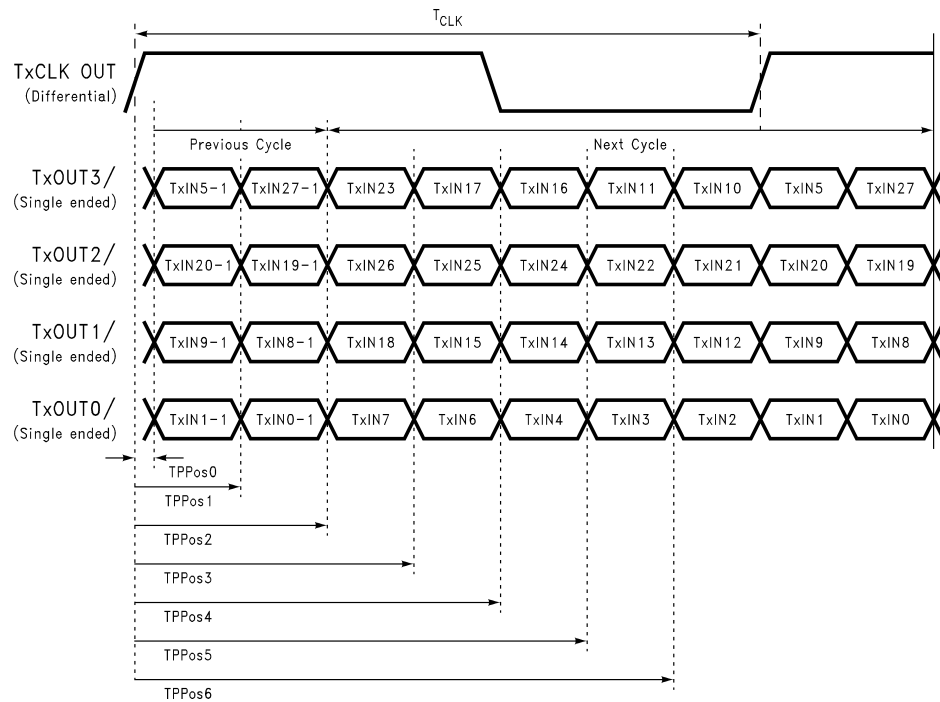 TCLK
TxCLK OUT
(Differential)
Previous Cycle
Next Cycle
TxOUT3/
(Single ended)
TxIN5-1 TxIN27-1 TxIN23 TxIN17 TxIN16 TxIN11 TxIN10 TxIN5 TxIN27
TxOUT2/
(Single ended)
TxIN20-1 TxIN19-1 TxIN26 TxIN25 TxIN24 TxIN22 TxIN21 TxIN20 TxIN19
TxOUT1/
(Single ended)
TxIN9-1 TxIN8-1 TxIN18 TxIN15 TxIN14 TxIN13 TxIN12 TxIN9 TxIN8
TxOUT0/
(Single ended)
TxIN1-1 TxIN0-1 TxIN7 TxIN6 TxIN4 TxIN3 TxIN2 TxIN1 TxIN0
TPPos0
TPPos1
TPPos2
TPPos3
TPPos4
TPPos5
TPPos6